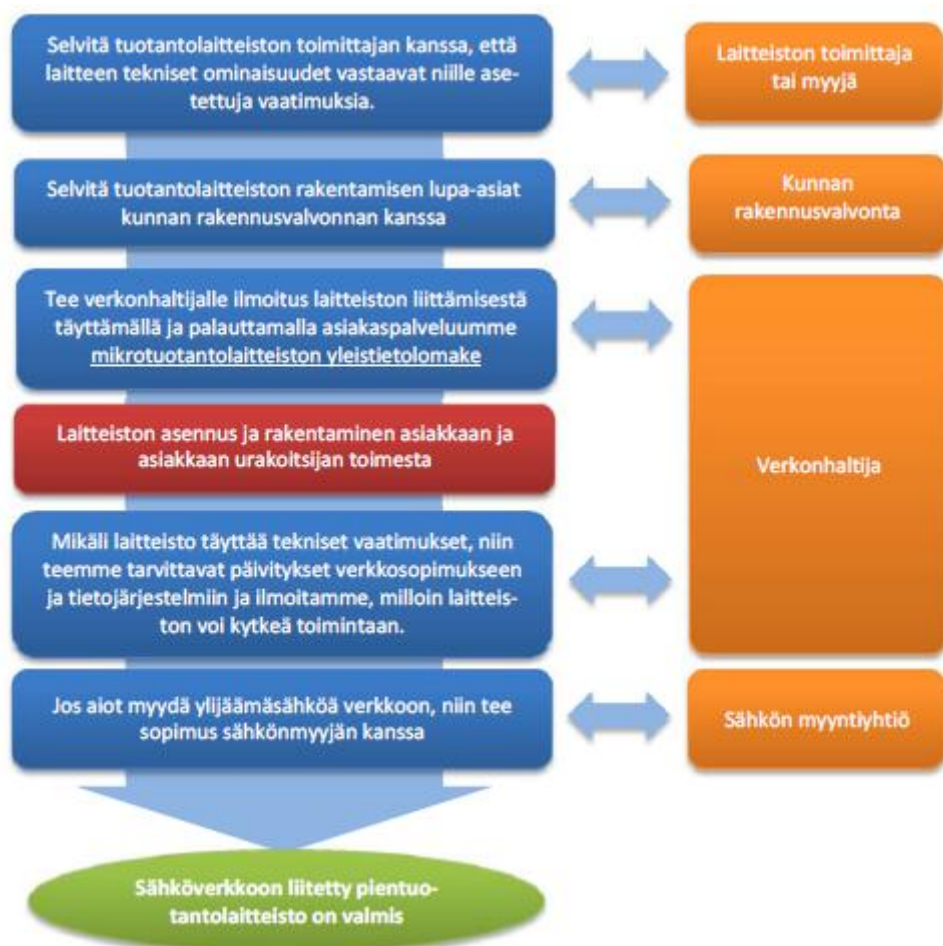 Selvitä tuotantolaitteiston toimittajan kanssa, että
laitteen tekniset ominaisuudet vastaavat niille ase-
tettuja vaatimuksia.
Laitteiston toimittaja
tai myyjä
Selvitä tuotantolaitteiston rakentamisen lupa-asiat
kunnan rakennusvalvonnan kanssa
Kunnan
rakennusvalvonta
Tee verkonhaltijalle ilmoitus laitteiston liittämisestä
täyttämällä ja palauttamalla asiakaspalveluumme
mikrotuotantolaitteiston yleistietolomake
Laitteiston asennus ja rakentaminen asiakkaan ja
asiakkaan urakoitsijan toimesta
Verkonhaltija
Mikäli laitteisto täyttää tekniset vaatimukset, niin
teemme tarvittavat päivitykset verkkosopimukseen
ja tietojärjestelmiin ja ilmoitamme, milloin laitteis-
ton voi kytkeä toimintaan.
Jos aiot myydä ylijäämäsähköä verkkoon, niin tee
sopimus sähkönmyyjän kanssa
Sähkön myyntiyhtiö
Sähköverkkoon liitetty pientuo-
tantolaitteisto on valmis